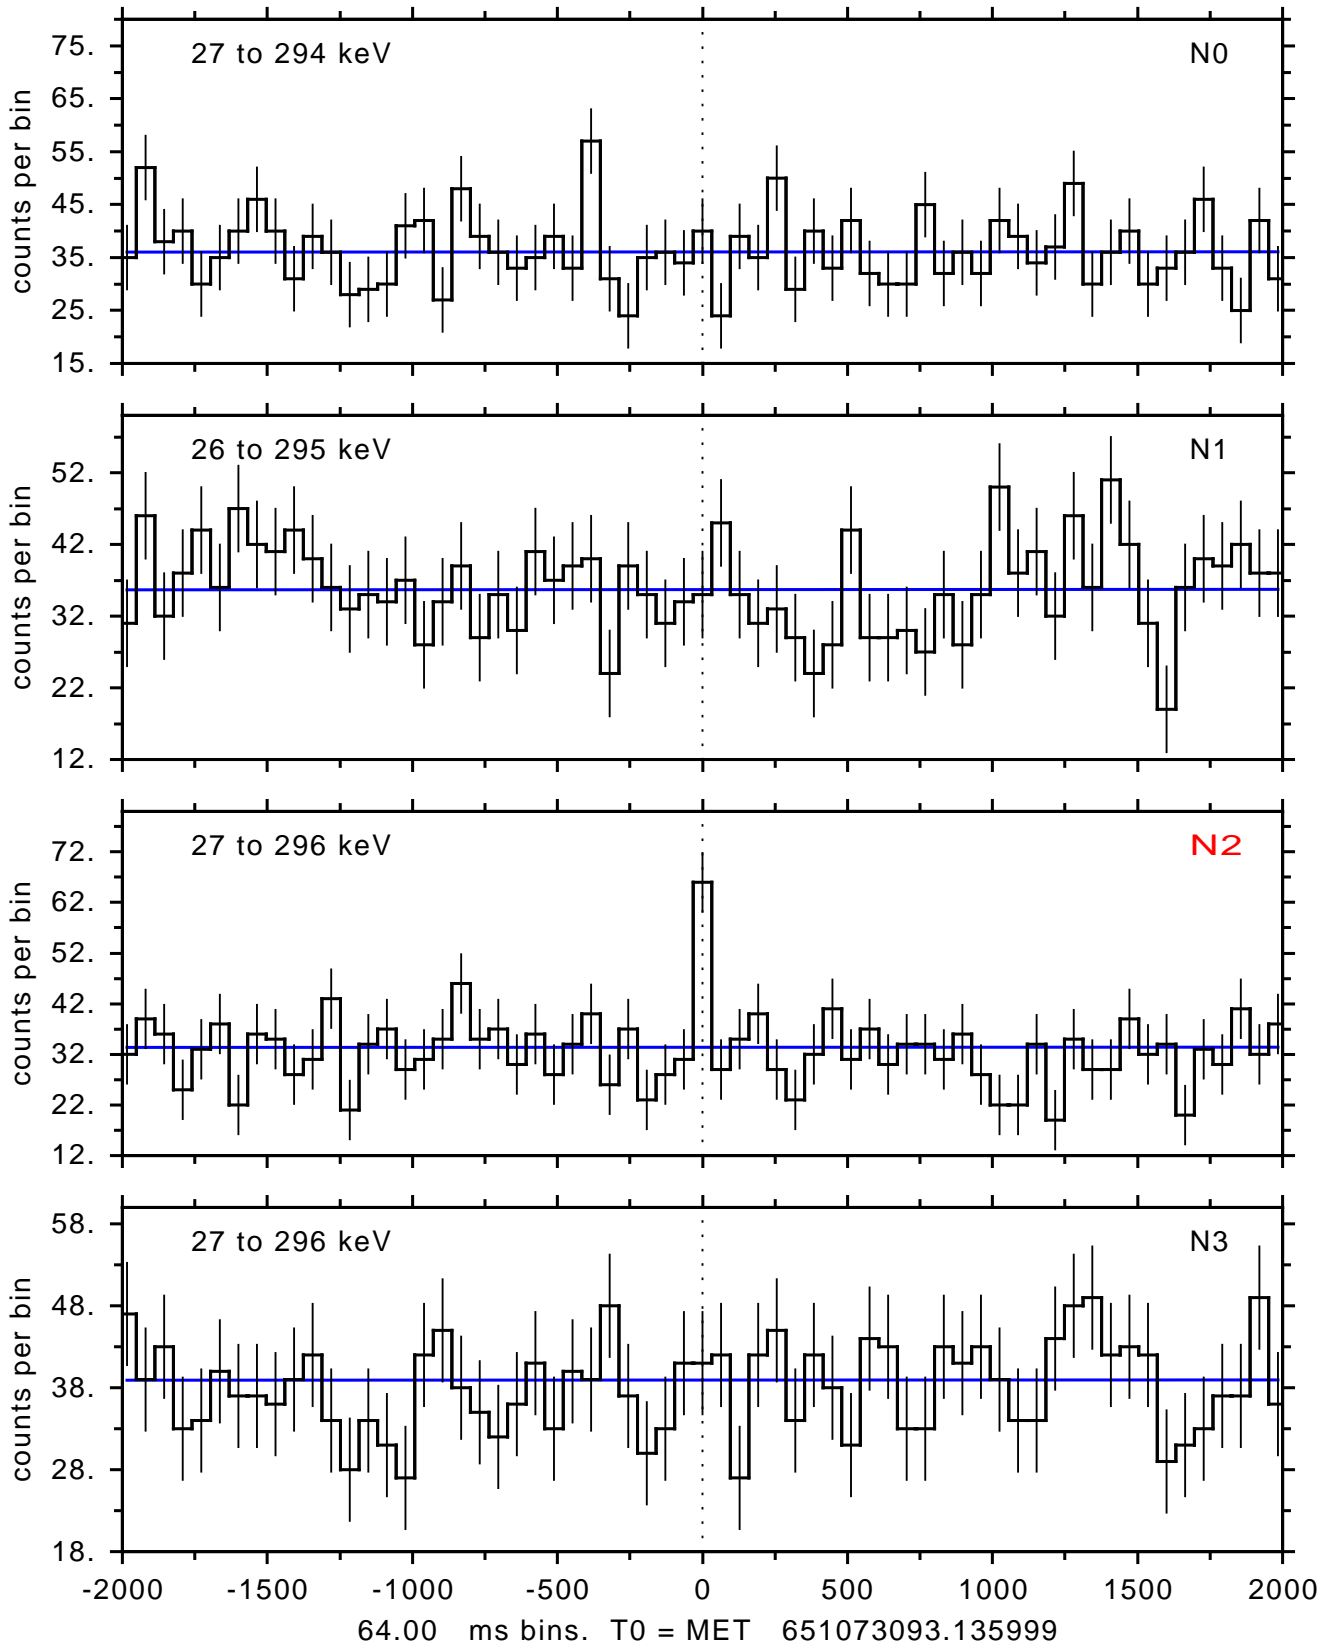 27 to 294 keV N0
counts per bin
75.
65.
55.
45.
35.
25.
15.
26 to 295 keV N1
counts per bin
52.
42.
32.
22.
12.
27 to 296 keV N2
counts per bin
72.
62.
52.
42.
32.
22.
12.
27 to 296 keV N3
counts per bin
58.
48.
38.
28.
18.
-2000 -1500 -1000 -500 0 500 1000 1500 2000
64.00 ms bins. T0 = MET 651073093.135999